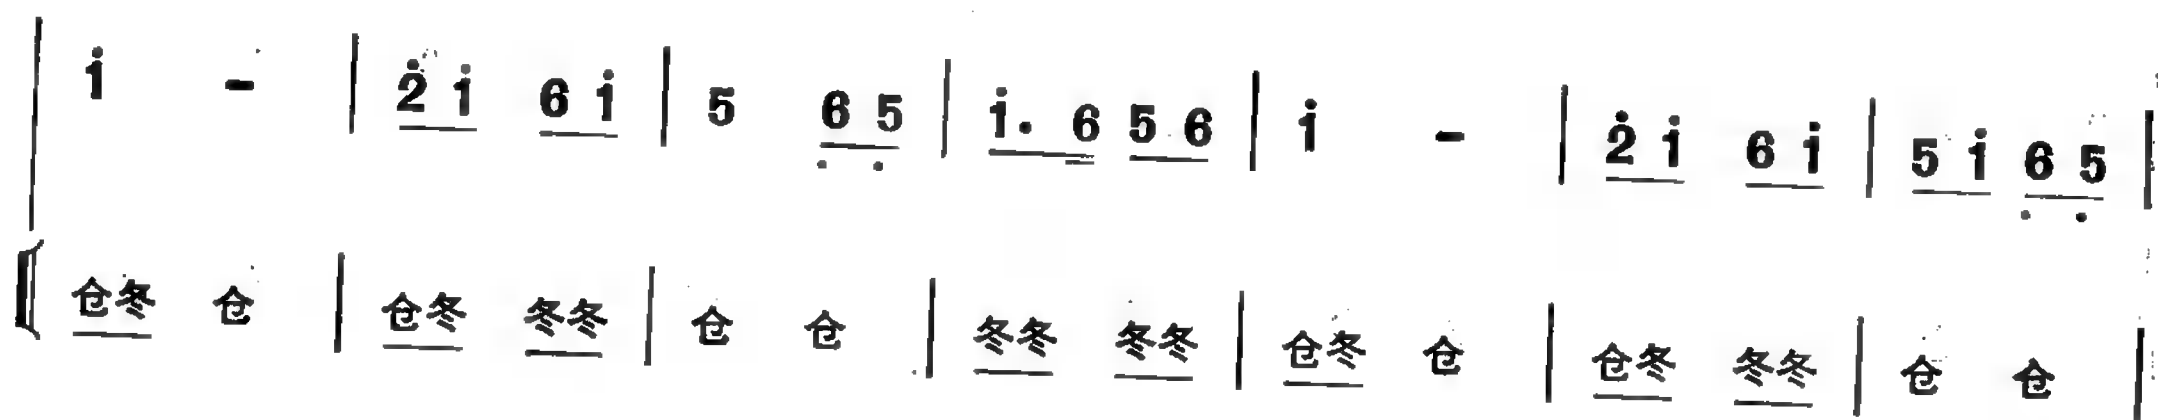 | i̇ - | 2̇ i̇ 6 i̇ | 5 6̣ 5̣ | i̇. 6 5 6 | i̇ - | 2̇ i̇ 6 i̇ | 5 i̇ 6̣ 5̣ |
仓冬 仓 | 仓冬 冬冬 | 仓 仓 | 冬冬 冬冬 | 仓冬 仓 | 仓冬 冬冬 | 仓 仓 |